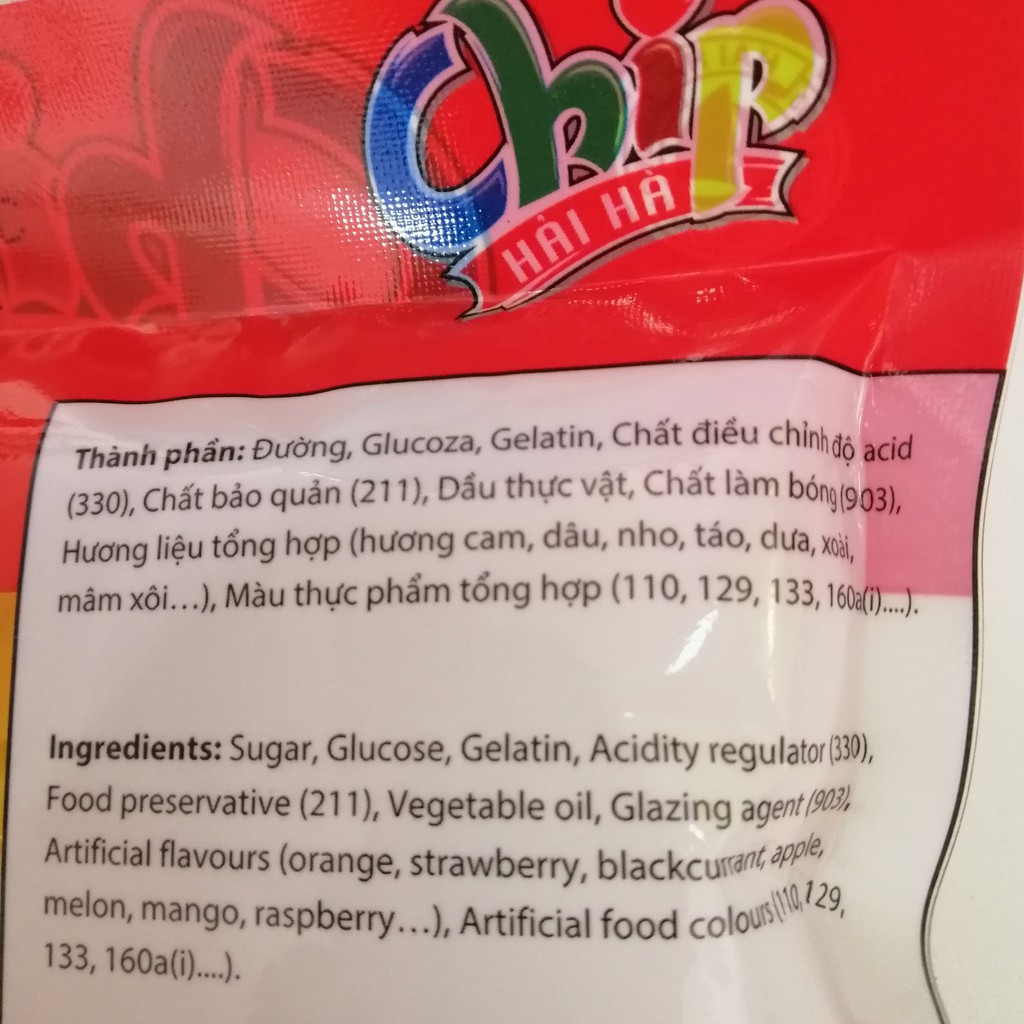 Chip
HẢI HÀ
Thành phần: Đường, Glucoza, Gelatin, Chất điều chỉnh độ acid
(330), Chất bảo quản (211), Dầu thực vật, Chất làm bóng (903),
Hương liệu tổng hợp (hương cam, dâu, nho, táo, dưa, xoài,
mâm xôi...), Màu thực phẩm tổng hợp (110, 129, 133, 160a(i)....).
Ingredients: Sugar, Glucose, Gelatin, Acidity regulator (330),
Food preservative (211), Vegetable oil, Glazing agent (903),
Artificial flavours (orange, strawberry, blackcurrant, apple,
melon, mango, raspberry...), Artificial food colours (110, 129,
133, 160a(i)....).